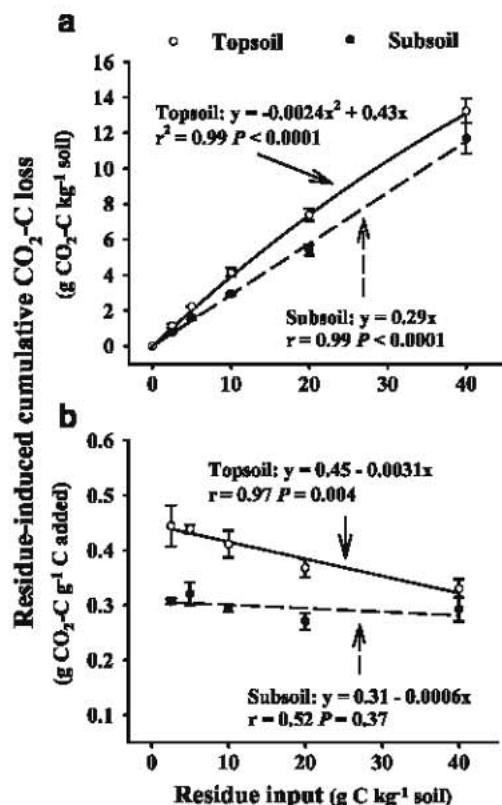 a
Topsoil Subsoil
16
14
12
10
8
6
4
2
0
Topsoil: y = -0.0024x² + 0.43x
r² = 0.99 P < 0.0001
Subsoil: y = 0.29x
r = 0.99 P < 0.0001
0 10 20 30 40
Residue-induced cumulative CO₂-C loss
(g CO₂-C kg⁻¹ soil)
b
0.6
0.5
0.4
0.3
0.2
0.1
Topsoil: y = 0.45 - 0.0031x
r = 0.97 P = 0.004
Subsoil: y = 0.31 - 0.0006x
r = 0.52 P = 0.37
(g CO₂-C g⁻¹ C added)
0 10 20 30 40
Residue input (g C kg⁻¹ soil)